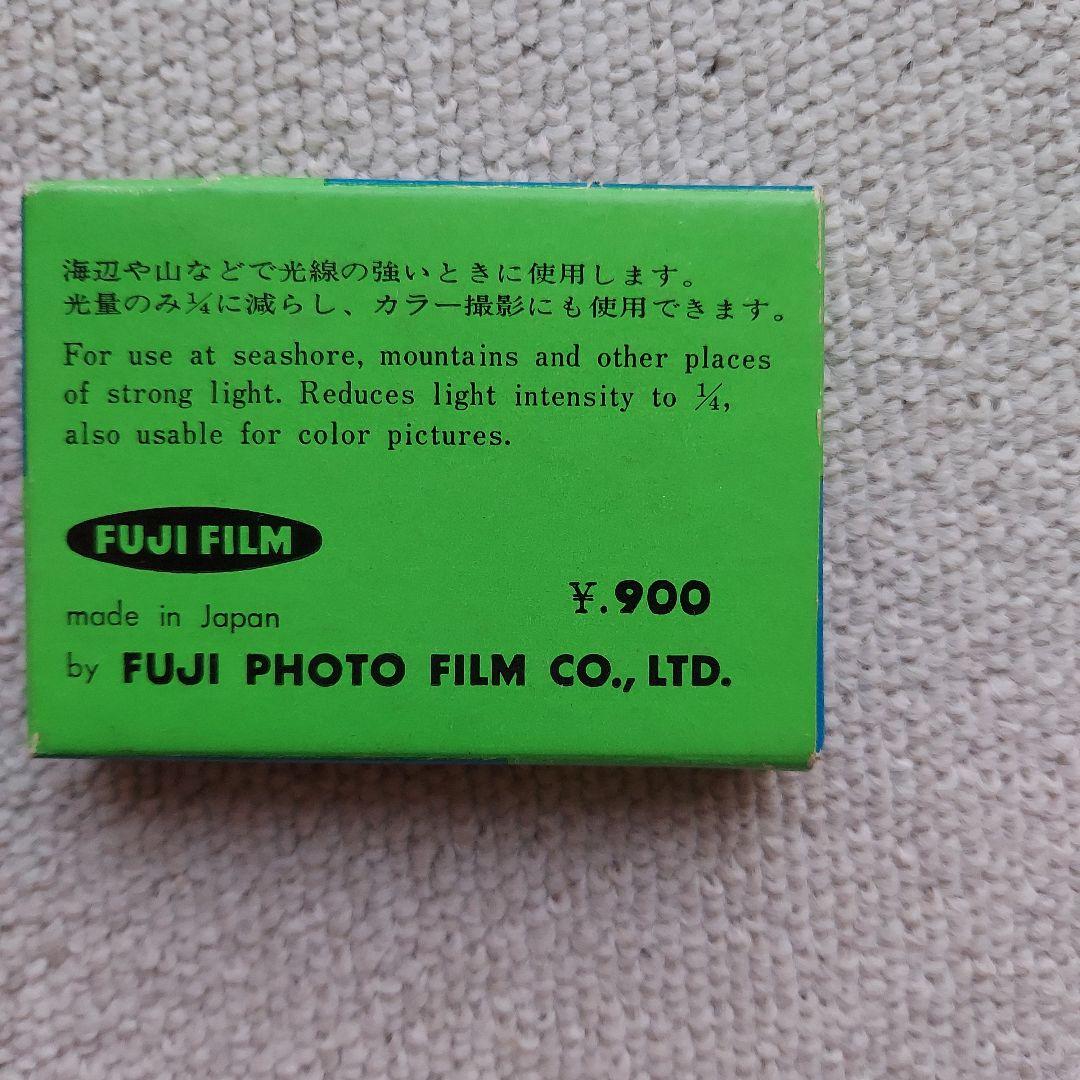 海辺や山などで光線の強いときに使用します。
光量のみ¼に減らし、カラー撮影にも使用できます。
For use at seashore, mountains and other places
of strong light. Reduces light intensity to ¼,
also usable for color pictures.
FUJI FILM
¥.900
made in Japan
by FUJI PHOTO FILM CO., LTD.